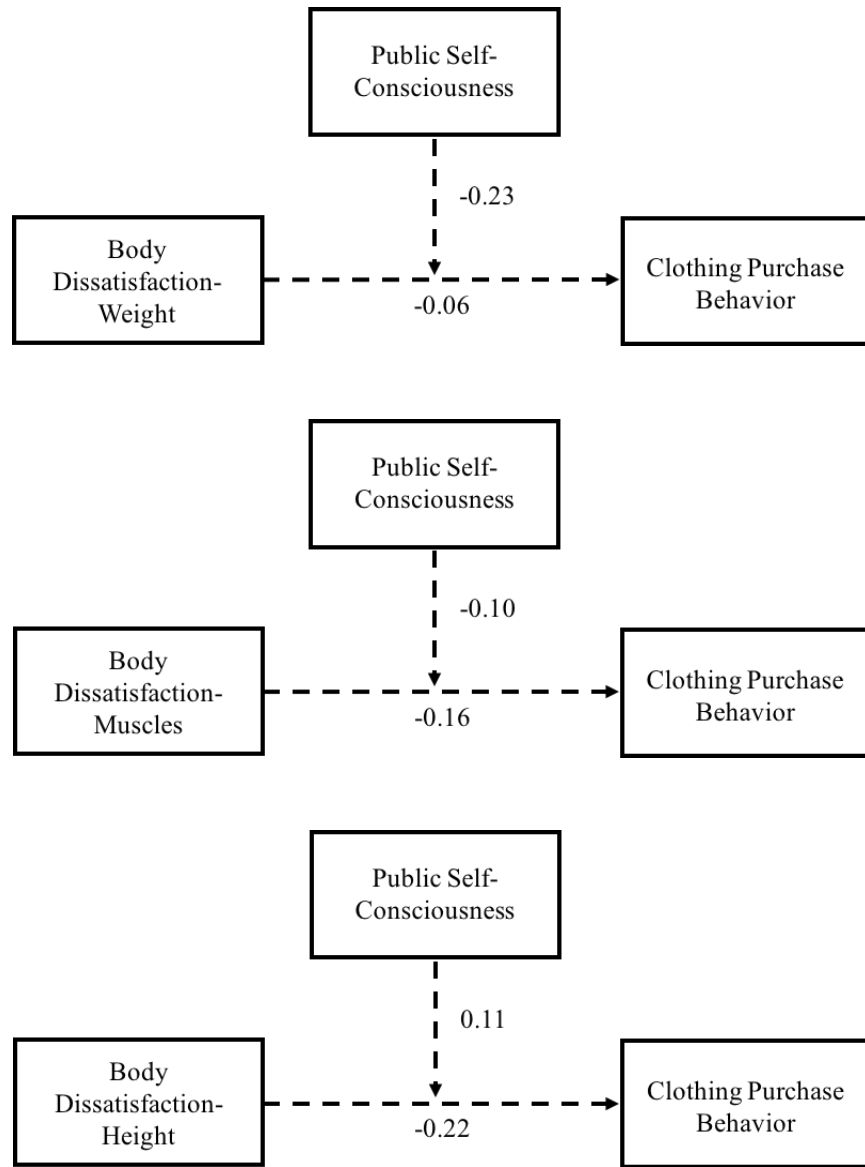 Public Self-
Consciousness
-0.23
Body
Dissatisfaction-
Weight
-0.06
Clothing Purchase
Behavior
Public Self-
Consciousness
-0.10
Body
Dissatisfaction-
Muscles
-0.16
Clothing Purchase
Behavior
Public Self-
Consciousness
0.11
Body
Dissatisfaction-
Height
-0.22
Clothing Purchase
Behavior